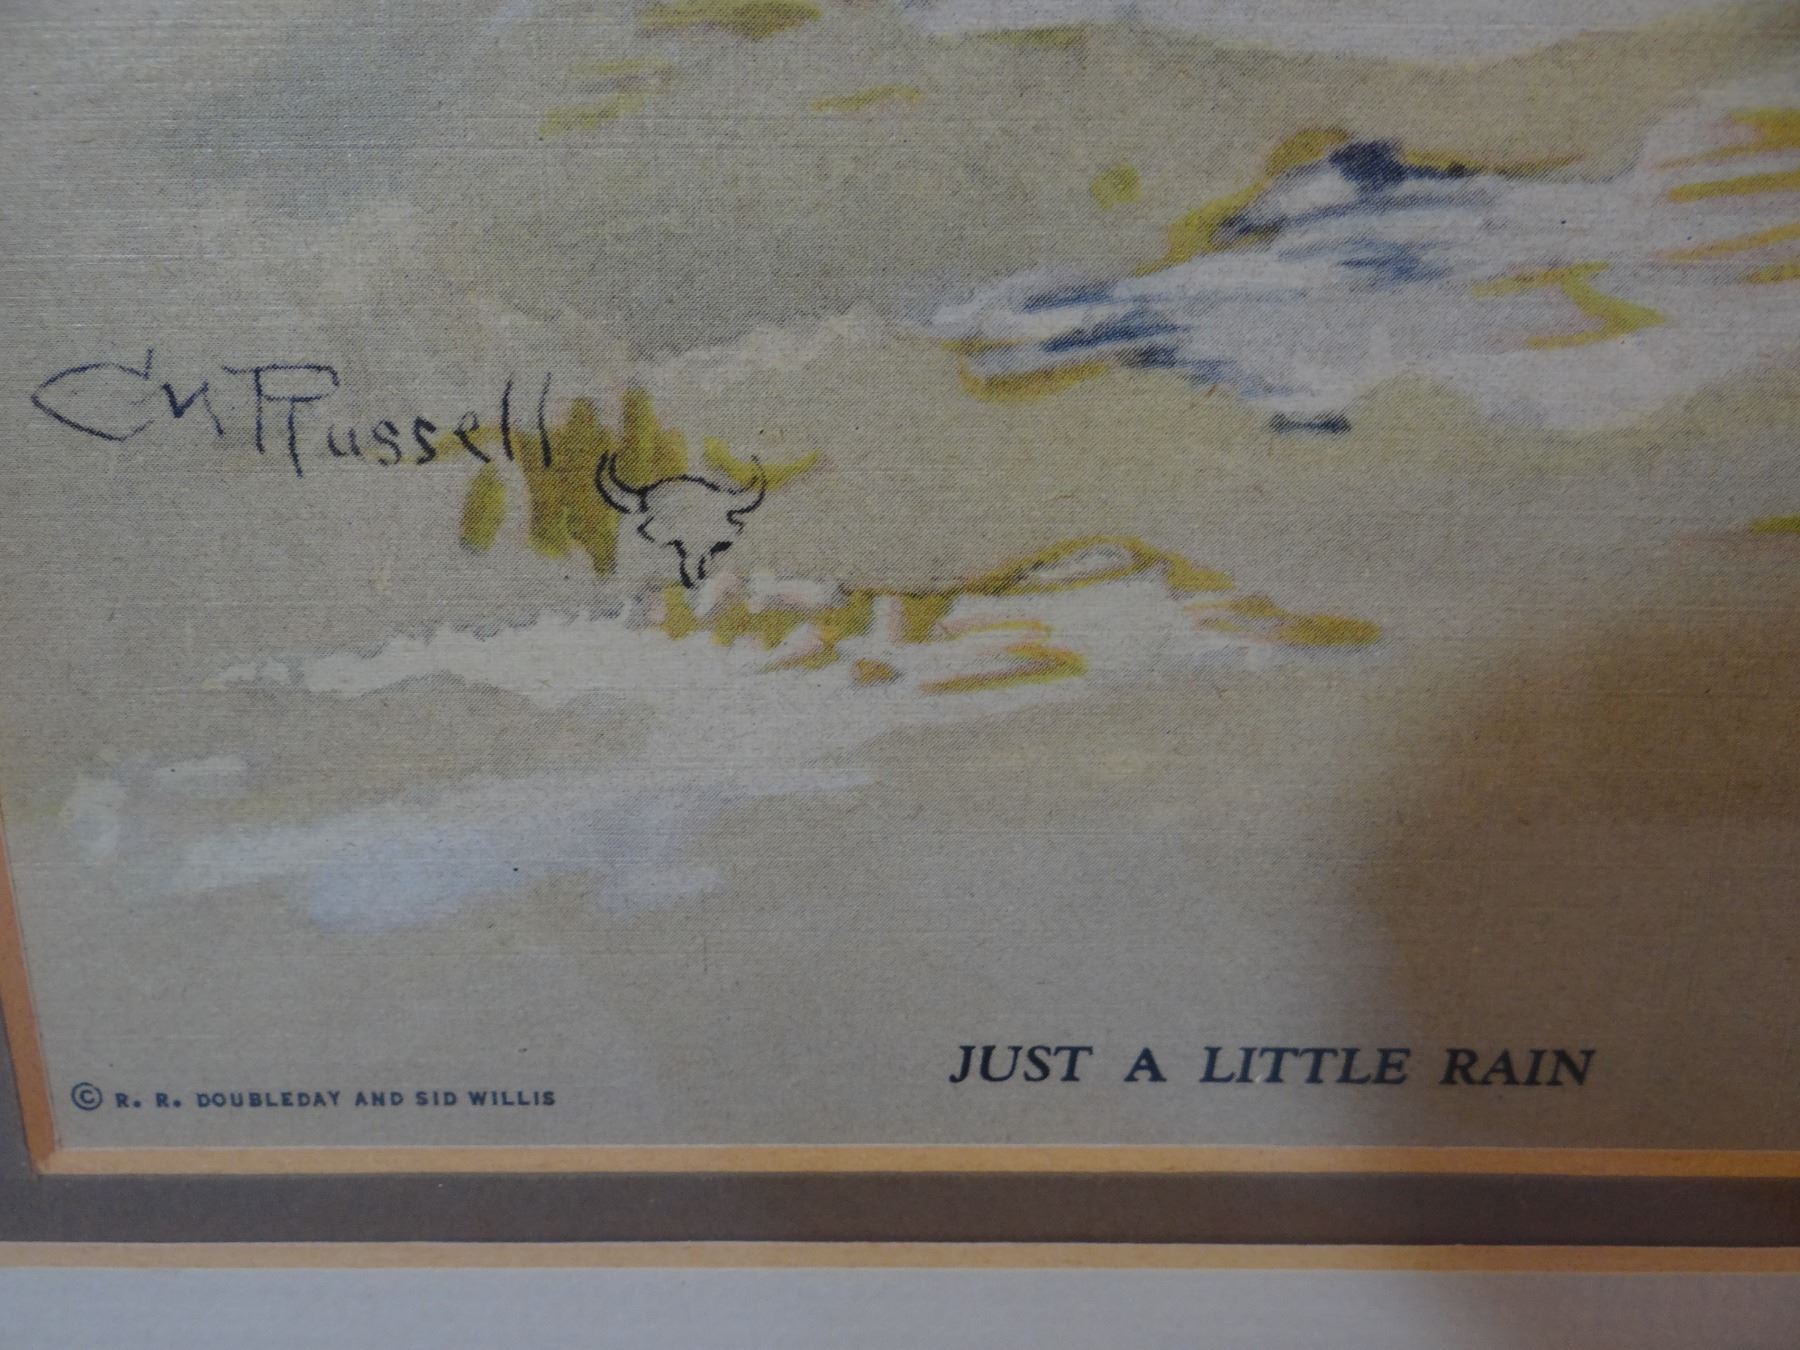 CM Russell
JUST A LITTLE RAIN
© R. R. DOUBLEDAY AND SID WILLIS